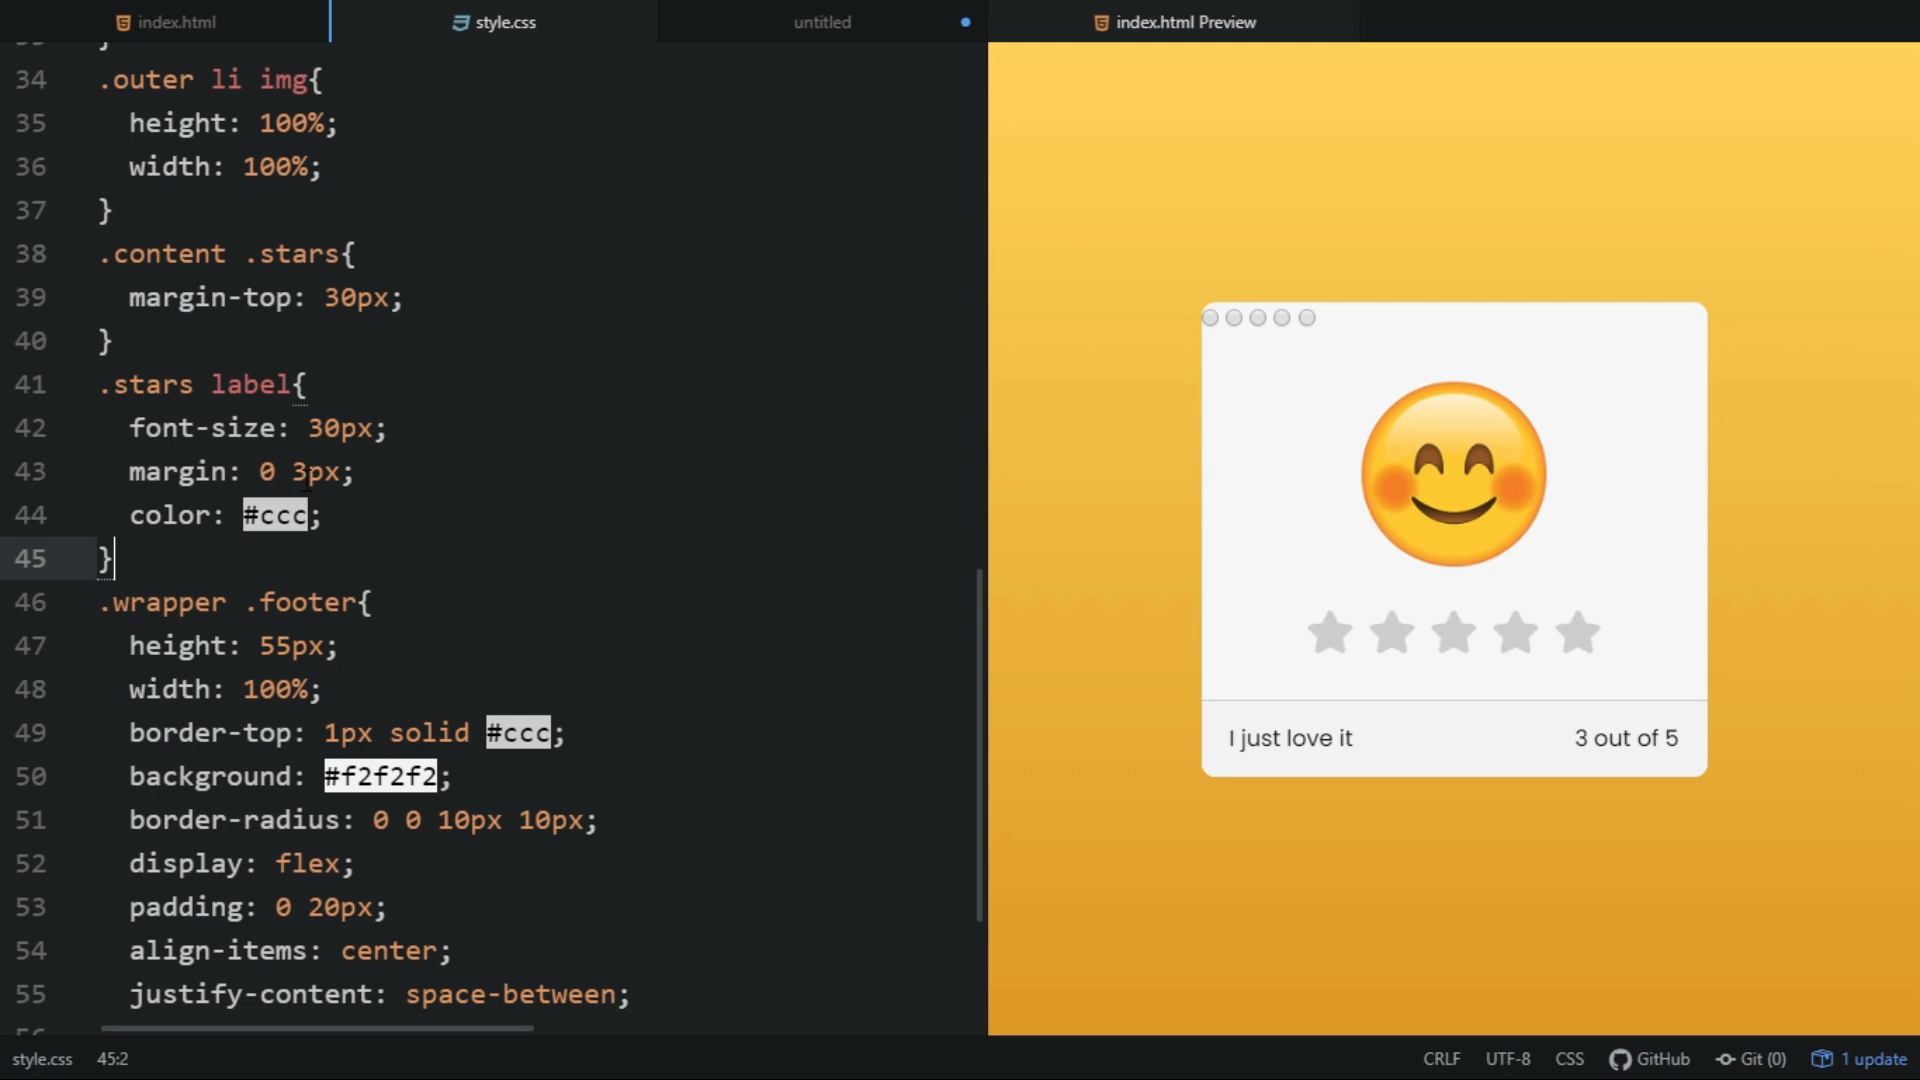 index.html
style.css
untitled
index.html Preview
34 .outer li img{
35 height: 100%;
36 width: 100%;
37 }
38 .content .stars{
39 margin-top: 30px;
40 }
41 .stars label{
42 font-size: 30px;
43 margin: 0 3px;
44 color: #ccc;
45 }
46 .wrapper .footer{
47 height: 55px;
48 width: 100%;
49 border-top: 1px solid #ccc;
50 background: #f2f2f2;
51 border-radius: 0 0 10px 10px;
52 display: flex;
53 padding: 0 20px;
54 align-items: center;
55 justify-content: space-between;
I just love it
3 out of 5
style.css 45:2
CRLF UTF-8 CSS GitHub Git (0) 1 update